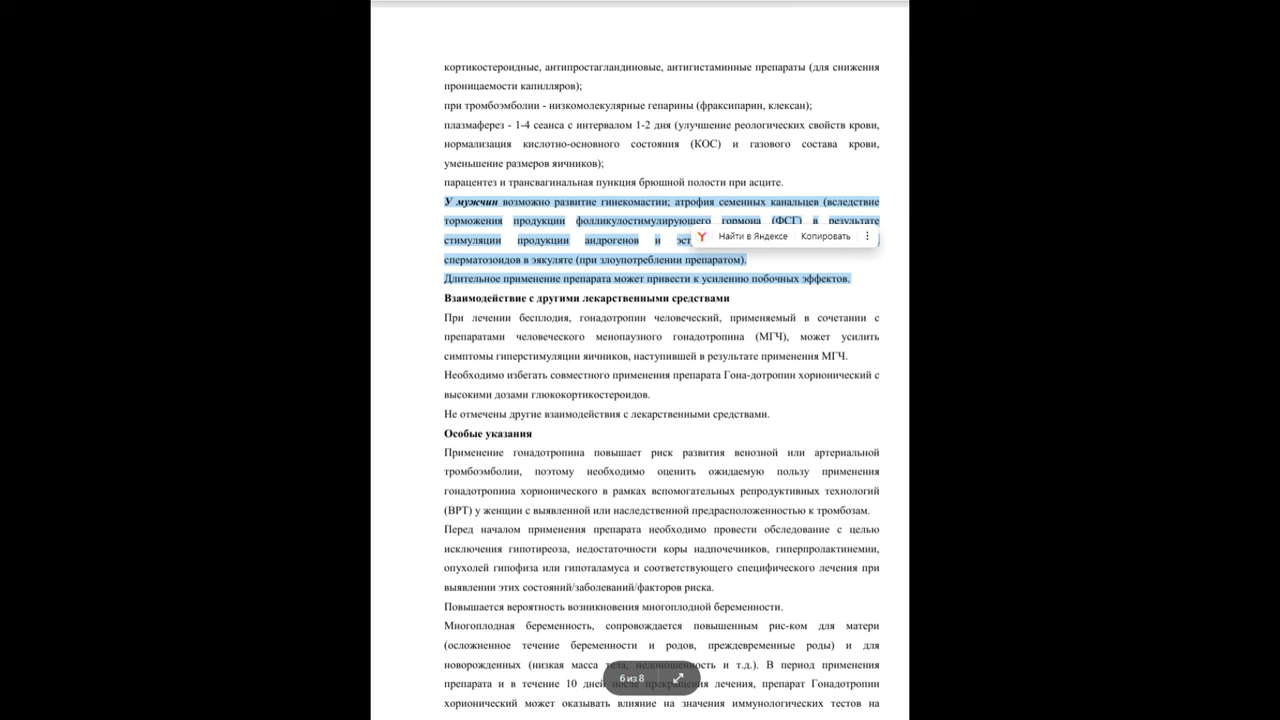 кортикостероидные, антипростагландиновые, антигистаминные препараты (для снижения
проницаемости капилляров);
при тромбоэмболии - низкомолекулярные гепарины (фраксипарин, клексан);
плазмаферез - 1-4 сеанса с интервалом 1-2 дня (улучшение реологических свойств крови,
нормализация кислотно-основного состояния (КОС) и газового состава крови,
уменьшение размеров яичников);
парацентез и трансвагинальная пункция брюшной полости при асците.
У мужчин возможно развитие гинекомастии; атрофия семенных канальцев (вследствие
торможения продукции фолликулостимулирующего гормона (ФСГ) в результате
стимуляции продукции андрогенов и
Найти в Яндексе Копировать
сперматозоидов в эякуляте (при злоупотреблении препаратом).
Длительное применение препарата может привести к усилению побочных эффектов.
Взаимодействие с другими лекарственными средствами
При лечении бесплодия, гонадотропин человеческий, применяемый в сочетании с
препаратами человеческого менопаузного гонадотропина (МГЧ), может усилить
симптомы гиперстимуляции яичников, наступившей в результате применения МГЧ.
Необходимо избегать совместного применения препарата Гона-дотропин хорионический с
высокими дозами глюкокортикостероидов.
Не отмечены другие взаимодействия с лекарственными средствами.
Особые указания
Применение гонадотропина повышает риск развития венозной или артериальной
тромбоэмболии, поэтому необходимо оценить ожидаемую пользу применения
гонадотропина хорионического в рамках вспомогательных репродуктивных технологий
(ВРТ) у женщин с выявленной или наследственной предрасположенностью к тромбозам.
Перед началом применения препарата необходимо провести обследование с целью
исключения гипотиреоза, недостаточности коры надпочечников, гиперпролактинемии,
опухолей гипофиза или гипоталамуса и соответствующего специфического лечения при
выявлении этих состояний/заболеваний/факторов риска.
Повышается вероятность возникновения многоплодной беременности.
Многоплодная беременность, сопровождается повышенным рис-ком для матери
(осложненное течение беременности и родов, преждевременные роды) и для
новорожденных (низкая масса тела, недоношенность и т.д.). В период применения
препарата и в течение 10 дней после прекращения лечения, препарат Гонадотропин
6 из 8
хорионический может оказывать влияние на значения иммунологических тестов на